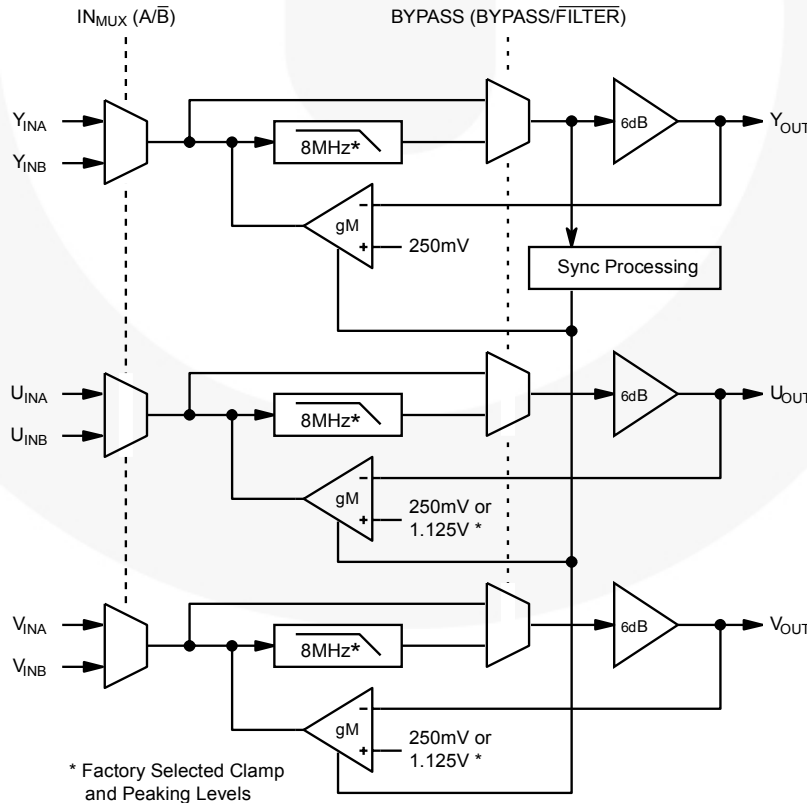 IN_MUX (A/B̅) BYPASS (BYPASS/F̅I̅L̅T̅E̅R̅)
Y_INA
8MHz*
6dB
Y_OUT
Y_INB
gM
−
+
250mV
Sync Processing
U_INA
8MHz*
6dB
U_OUT
U_INB
gM
−
+
250mV or
1.125V *
V_INA
8MHz*
6dB
V_OUT
V_INB
gM
−
+
250mV or
1.125V *
* Factory Selected Clamp
and Peaking Levels